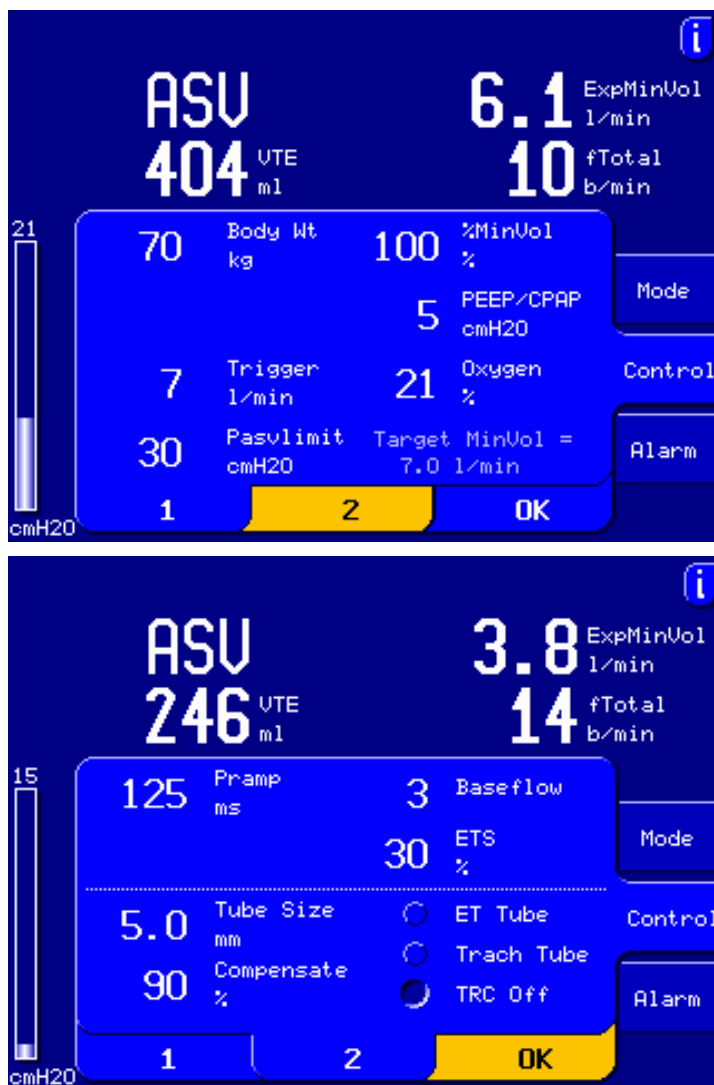 i
ASV 6.1 ExpMinVol l/min
404 VTE ml 10 fTotal b/min
21
70 Body Wt kg 100 %MinVol %
5 PEEP/CPAP cmH2O
Mode
7 Trigger l/min 21 Oxygen %
Control
30 Pasvlimit cmH2O Target MinVol = 7.0 l/min
Alarm
1 2 OK
cmH2O
i
ASV 3.8 ExpMinVol l/min
246 VTE ml 14 fTotal b/min
15
125 Pramp ms 3 Baseflow
30 ETS %
Mode
5.0 Tube Size mm ET Tube
Control
Trach Tube
90 Compensate % TRC Off
Alarm
1 2 OK
cmH2O